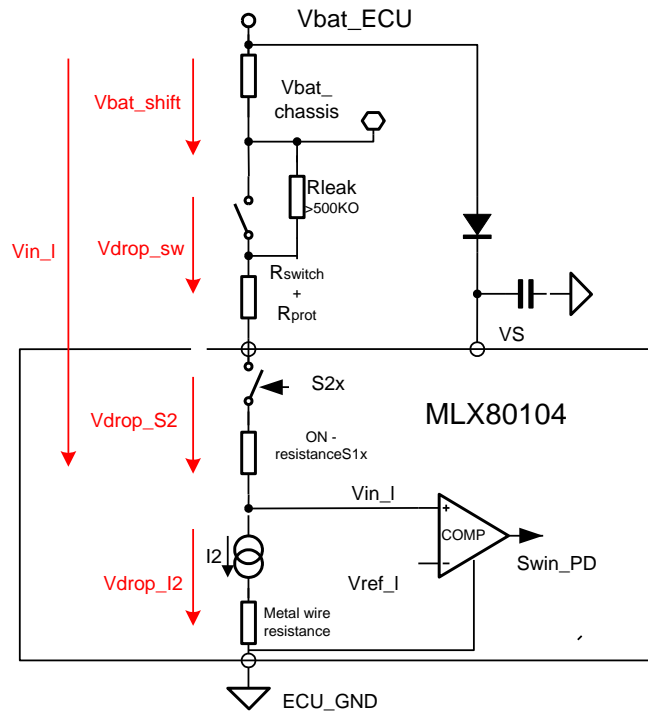 Vbat_ECU
Vbat_shift
Vbat_
chassis
Rleak
>500KO
Vin_I
Vdrop_sw
Rswitch
+
Rprot
VS
S2x
MLX80104
Vdrop_S2
ON -
resistanceS1x
Vin_I
+
COMP
−
Swin_PD
I2
Vref_I
Vdrop_I2
Metal wire
resistance
ECU_GND